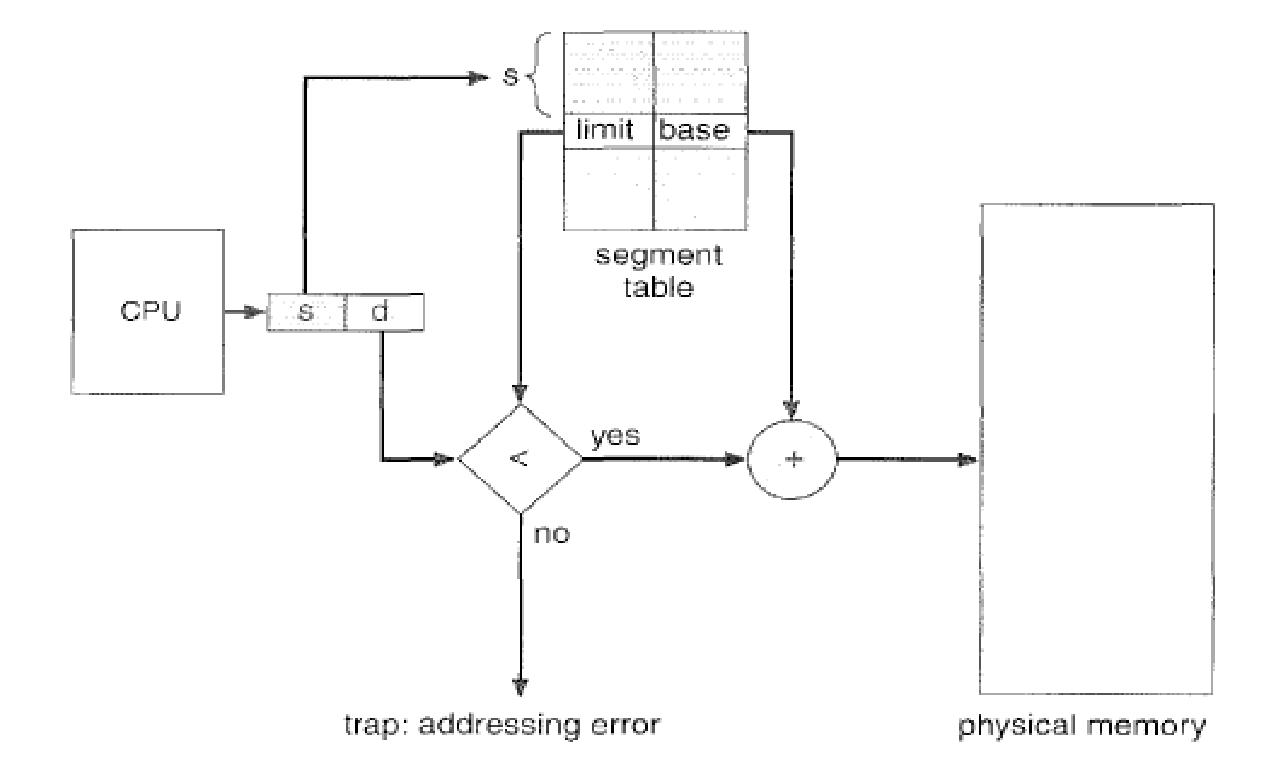 s
limit base
segment
table
CPU
s d
<
yes
+
no
trap: addressing error
physical memory